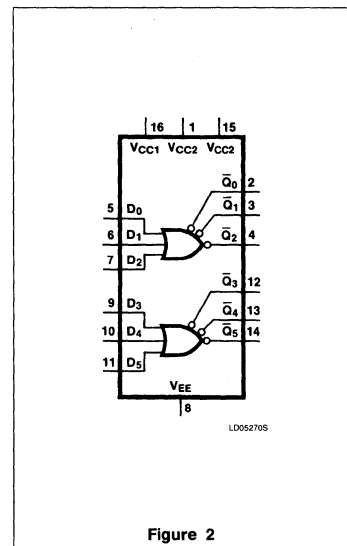 16 1 15
VCC1 VCC2 VCC2
Q̅0 2
Q̅1 3
5 D0
6 D1 Q̅2 4
7 D2
Q̅3 12
9 D3
Q̅4 13
10 D4 Q̅5 14
11 D5
VEE
8
LD05270S
Figure 2